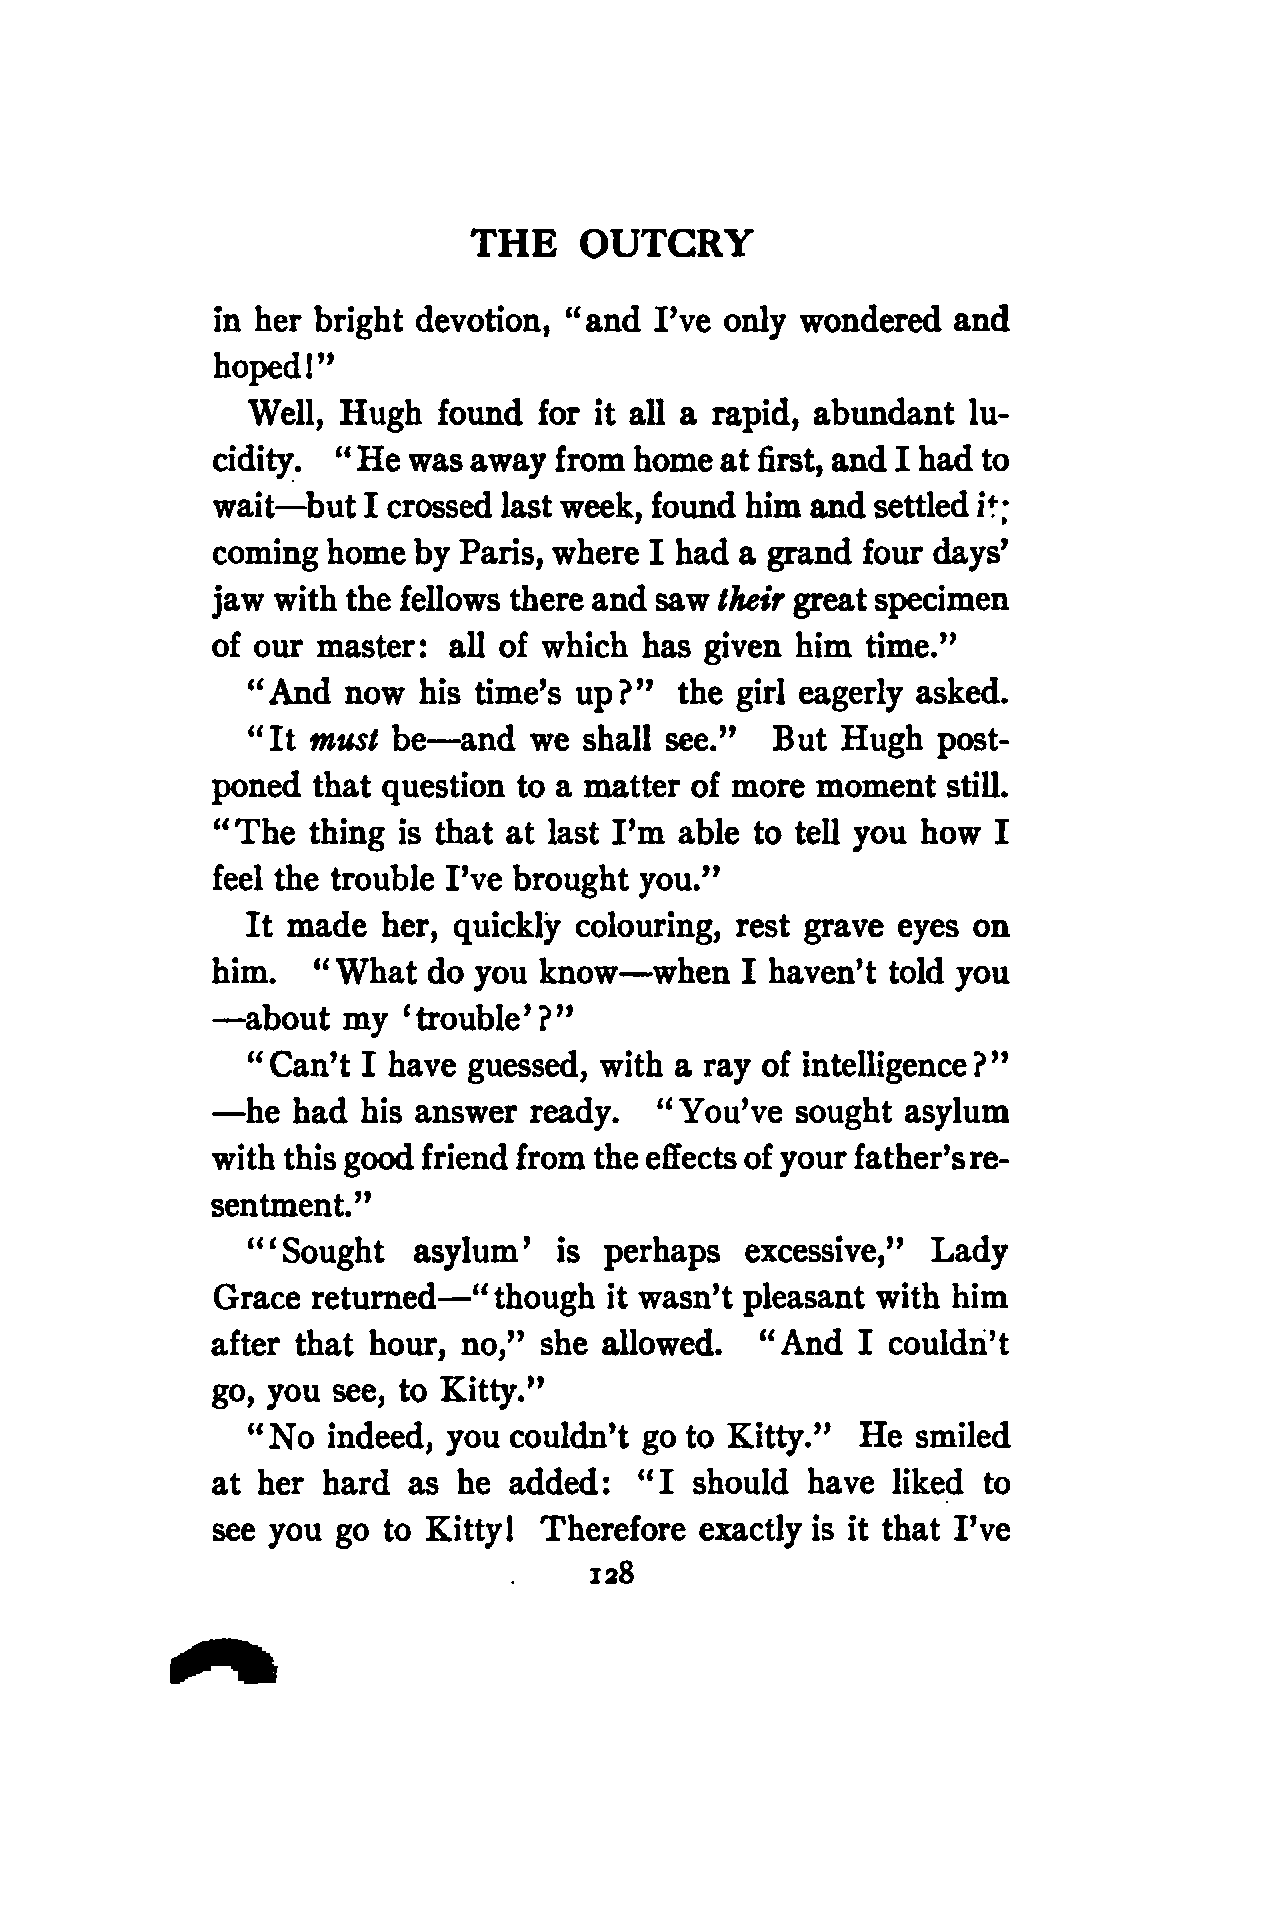 THE OUTCRY
in her bright devotion, “and I’ve only wondered and
hoped!”
Well, Hugh found for it all a rapid, abundant lu-
cidity. “He was away from home at first, and I had to
wait—but I crossed last week, found him and settled it;
coming home by Paris, where I had a grand four days’
jaw with the fellows there and saw their great specimen
of our master: all of which has given him time.”
“And now his time’s up?” the girl eagerly asked.
“It must be—and we shall see.” But Hugh post-
poned that question to a matter of more moment still.
“The thing is that at last I’m able to tell you how I
feel the trouble I’ve brought you.”
It made her, quickly colouring, rest grave eyes on
him. “What do you know—when I haven’t told you
—about my ‘trouble’?”
“Can’t I have guessed, with a ray of intelligence?”
—he had his answer ready. “You’ve sought asylum
with this good friend from the effects of your father’s re-
sentment.”
“‘Sought asylum’ is perhaps excessive,” Lady
Grace returned—“though it wasn’t pleasant with him
after that hour, no,” she allowed. “And I couldn’t
go, you see, to Kitty.”
“No indeed, you couldn’t go to Kitty.” He smiled
at her hard as he added: “I should have liked to
see you go to Kitty! Therefore exactly is it that I’ve
128